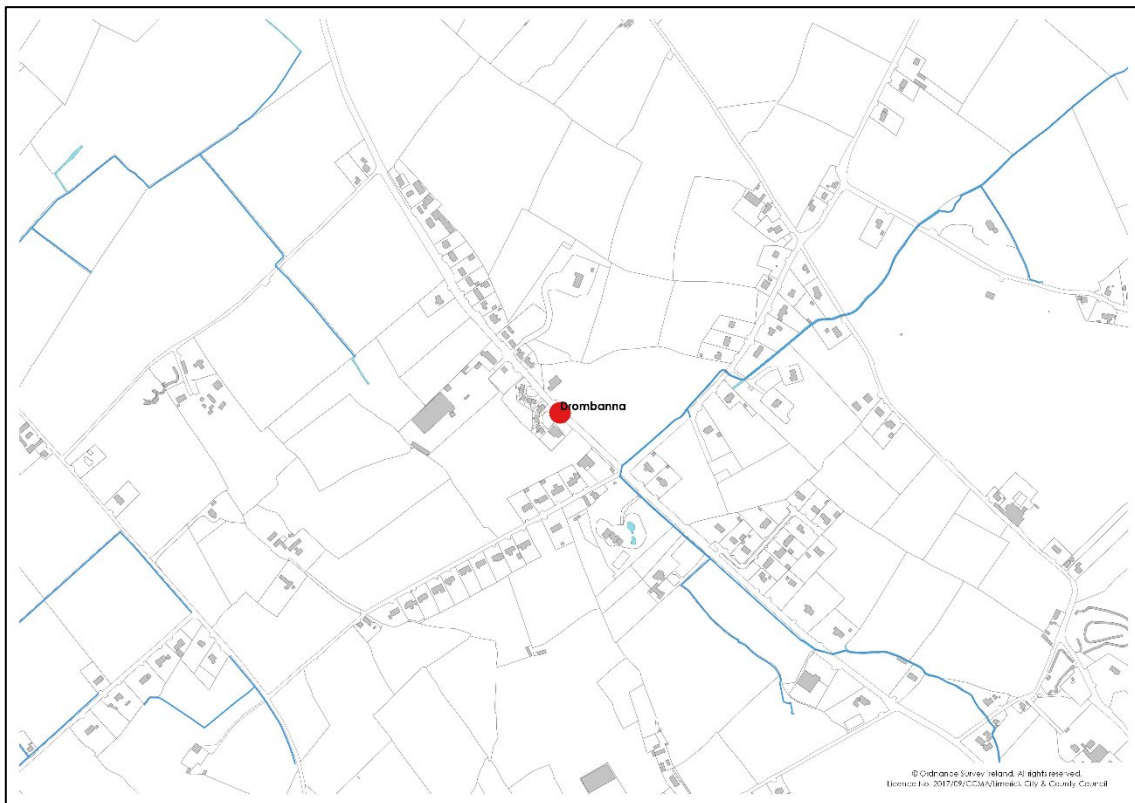 Drombanna
© Ordnance Survey Ireland. All rights reserved.
Licence No. 2017/09/CCMA/Limerick City & County Council